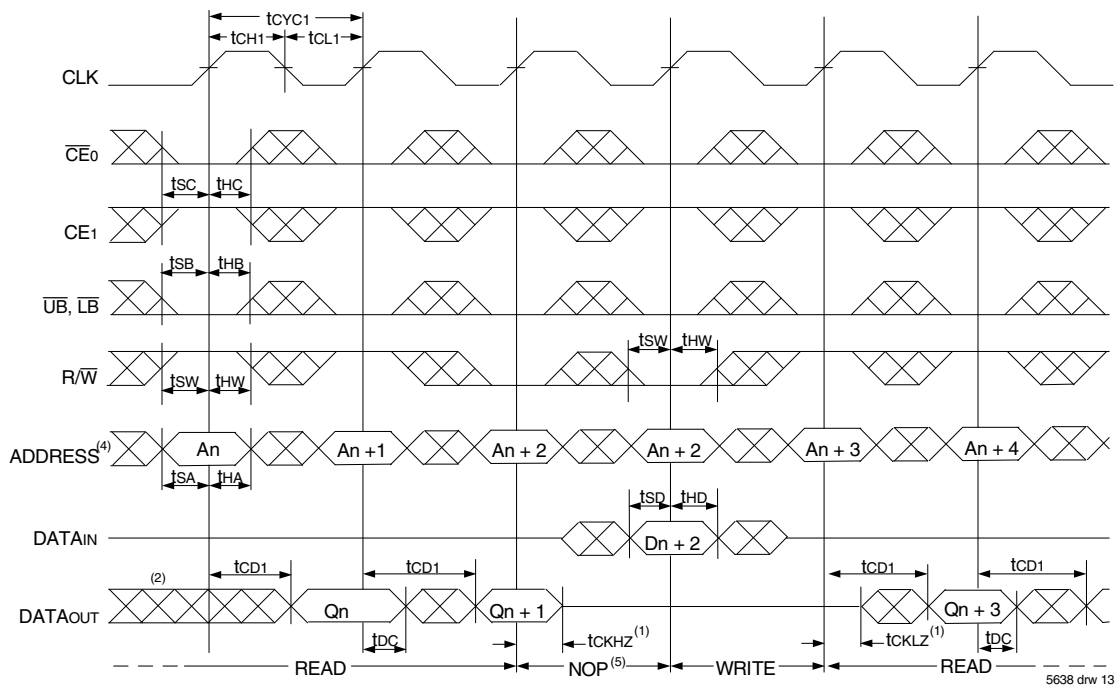 tCYC1
tCH1 tCL1
CLK
CE0
tSC tHC
CE1
tSB tHB
UB, LB
tSW tHW
R/W
tSW tHW
ADDRESS(4) An An +1 An + 2 An + 2 An + 3 An + 4
tSA tHA
tSD tHD
DATAIN Dn + 2
(2) tCD1 tCD1 tCD1 tCD1
DATAOUT Qn Qn + 1 Qn + 3
tDC tCKHZ(1) tCKLZ(1) tDC
READ NOP(5) WRITE READ
5638 drw 13